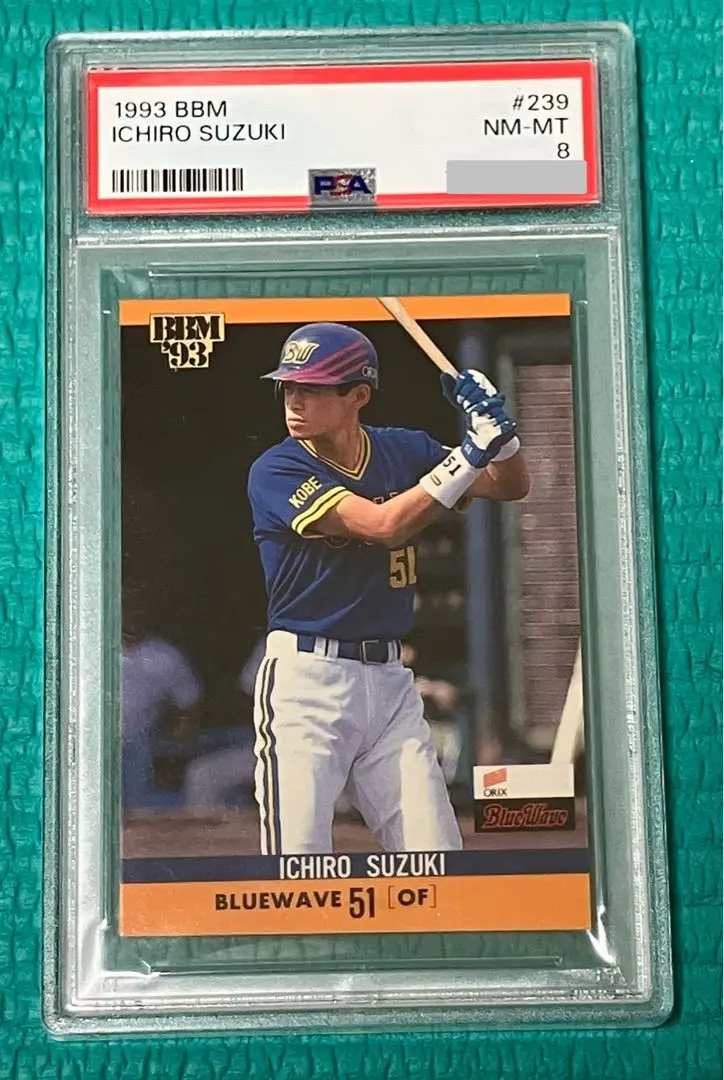 1993 BBM #239
ICHIRO SUZUKI NM-MT
8
PSA
BBM
'93
BW
KOBE
51
51
ORIX
BlueWave
ICHIRO SUZUKI
BLUEWAVE 51 [OF]